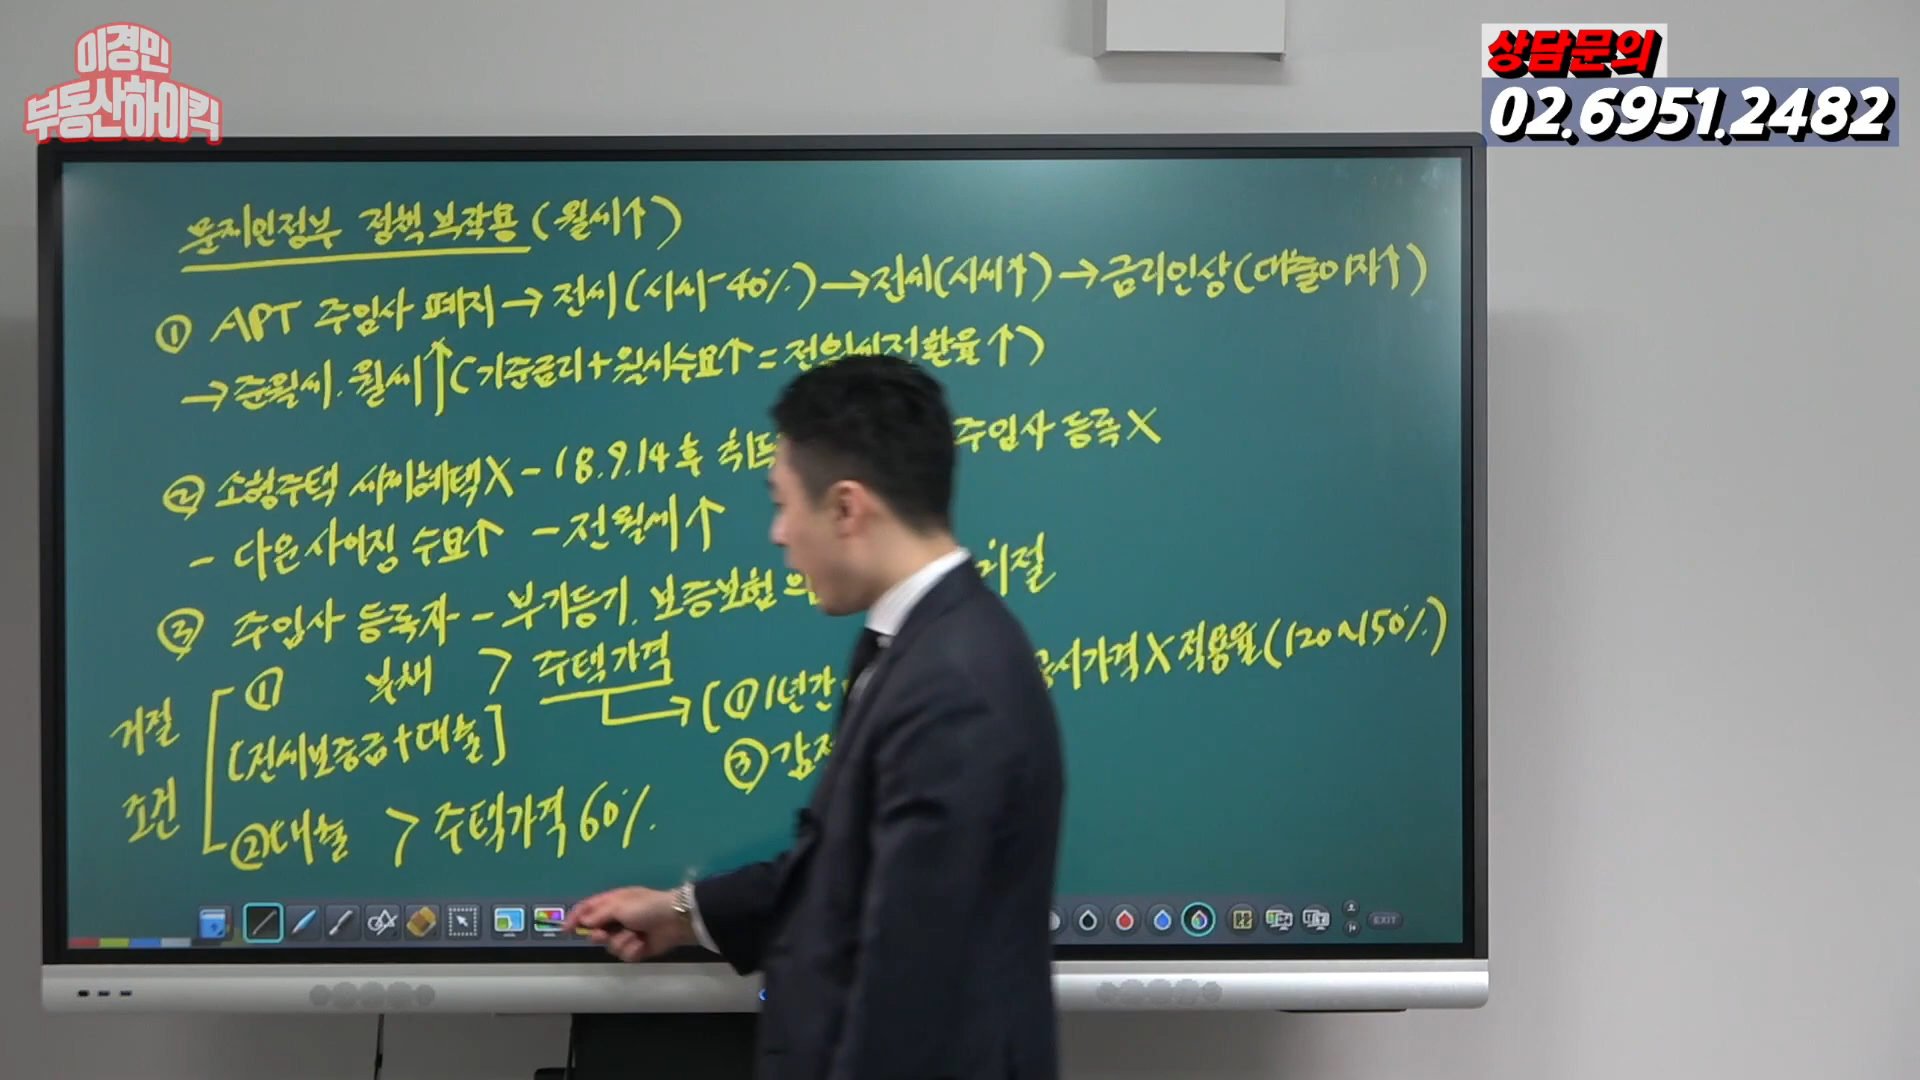 이경민
부동산하이킥
상담문의
02.6951.2482
문재인정부 정책 부작용 (월세↑)
① APT 주임사 폐지 → 전세 (시세-40%) → 전세(시세↑) → 금리인상 (대출이자↑)
→ 준월세. 월세↑ (기준금리+월세수요↑ = 전월세전환율↑)
② 소형주택 세제혜택X - 18.9.14 후 취득 주임사 등록X
- 다운사이징 수요↑ - 전월세↑
③ 주임사 등록자 - 부기등기. 보증보험 거절
거절
조건
① 부채 > 주택가격
(전세보증금+대출]
→ (① 1년간 공시가격X적용율(120~150%)
③ 감정
② 대출 > 주택가격 60%
EXIT